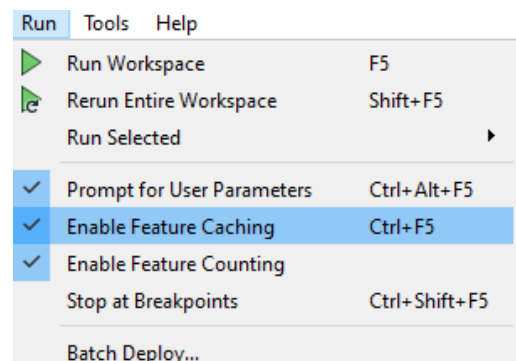 Run Tools Help
Run Workspace F5
Rerun Entire Workspace Shift+F5
Run Selected
Prompt for User Parameters Ctrl+Alt+F5
Enable Feature Caching Ctrl+F5
Enable Feature Counting
Stop at Breakpoints Ctrl+Shift+F5
Batch Deploy...